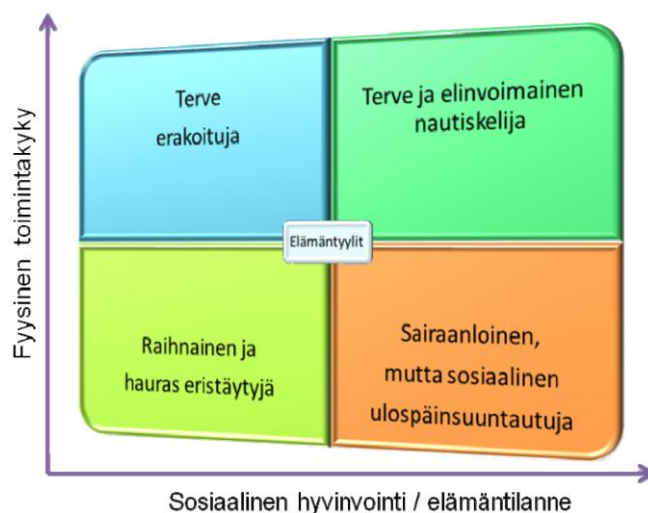 Fyysinen toimintakyky
Terve
erakoituja
Terve ja elinvoimainen
nautiskelija
Elämäntyylit
Raihnainen ja
hauras eristäytyjä
Sairaanloinen,
mutta sosiaalinen
ulospäinsuuntautuja
Sosiaalinen hyvinvointi / elämäntilanne